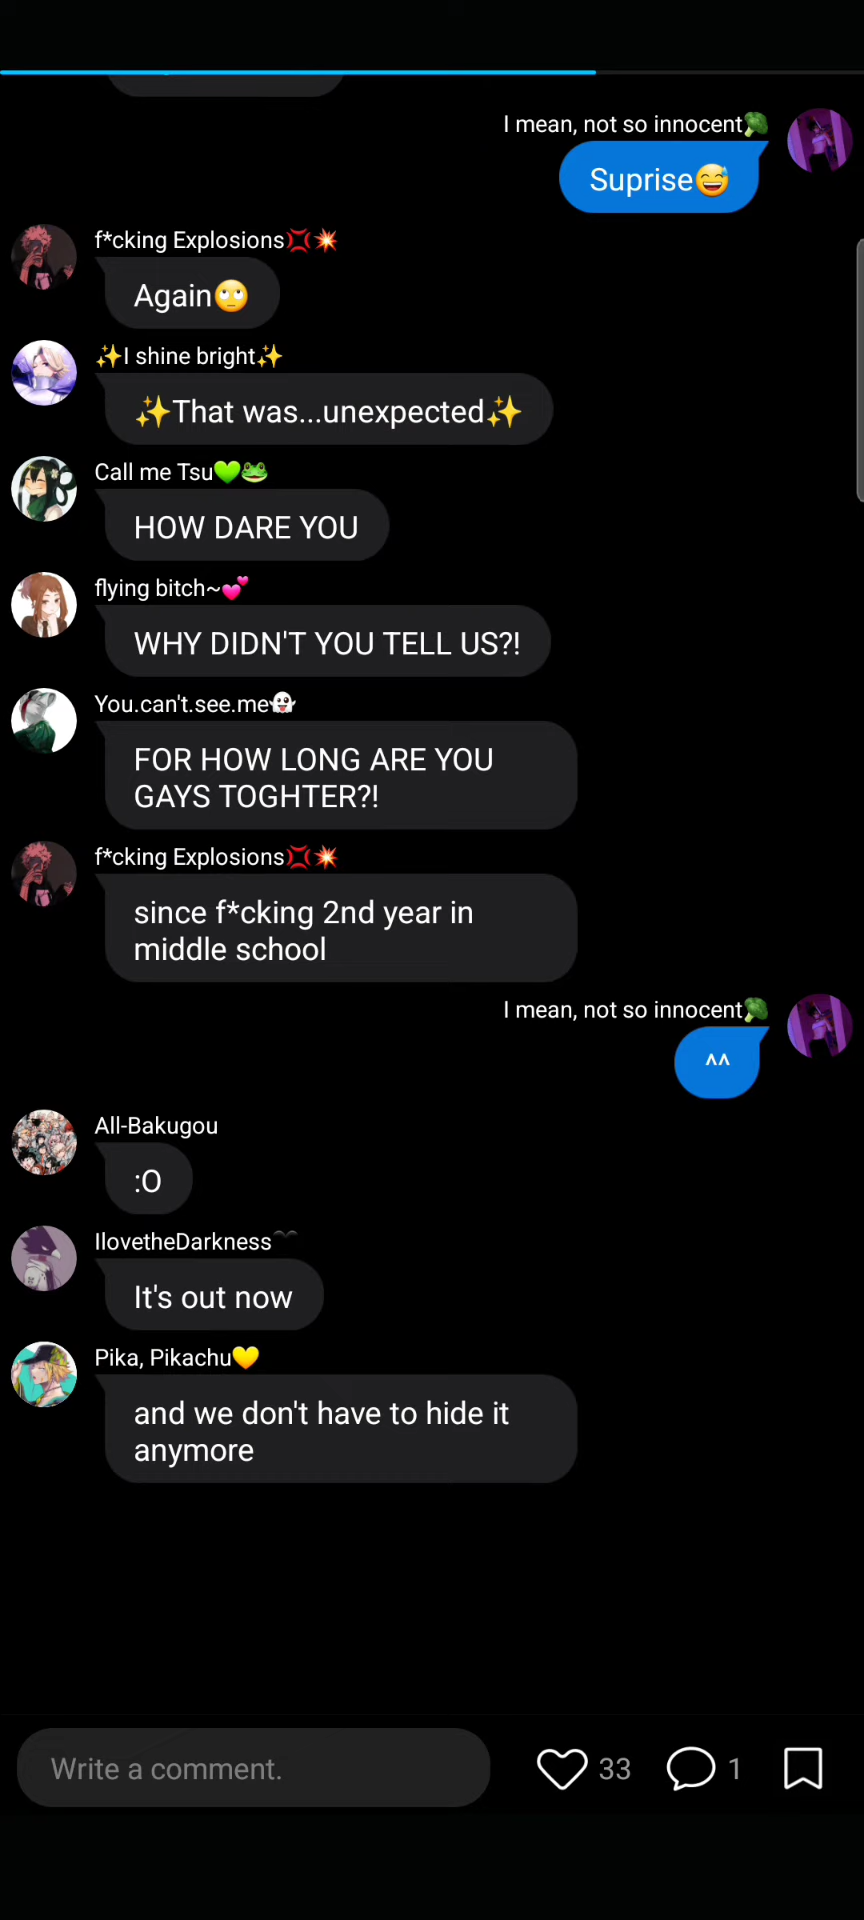 I mean, not so innocent🥦
Suprise😅
f*cking Explosions💢💥
Again🙄
✨I shine bright✨
✨That was...unexpected✨
Call me Tsu💚🐸
HOW DARE YOU
flying bitch~💕
WHY DIDN'T YOU TELL US?!
You.can't.see.me👻
FOR HOW LONG ARE YOU
GAYS TOGHTER?!
f*cking Explosions💢💥
since f*cking 2nd year in
middle school
I mean, not so innocent🥦
^^
All-Bakugou
:O
IlovetheDarkness🖤
It's out now
Pika, Pikachu💛
and we don't have to hide it
anymore
Write a comment.
33
1